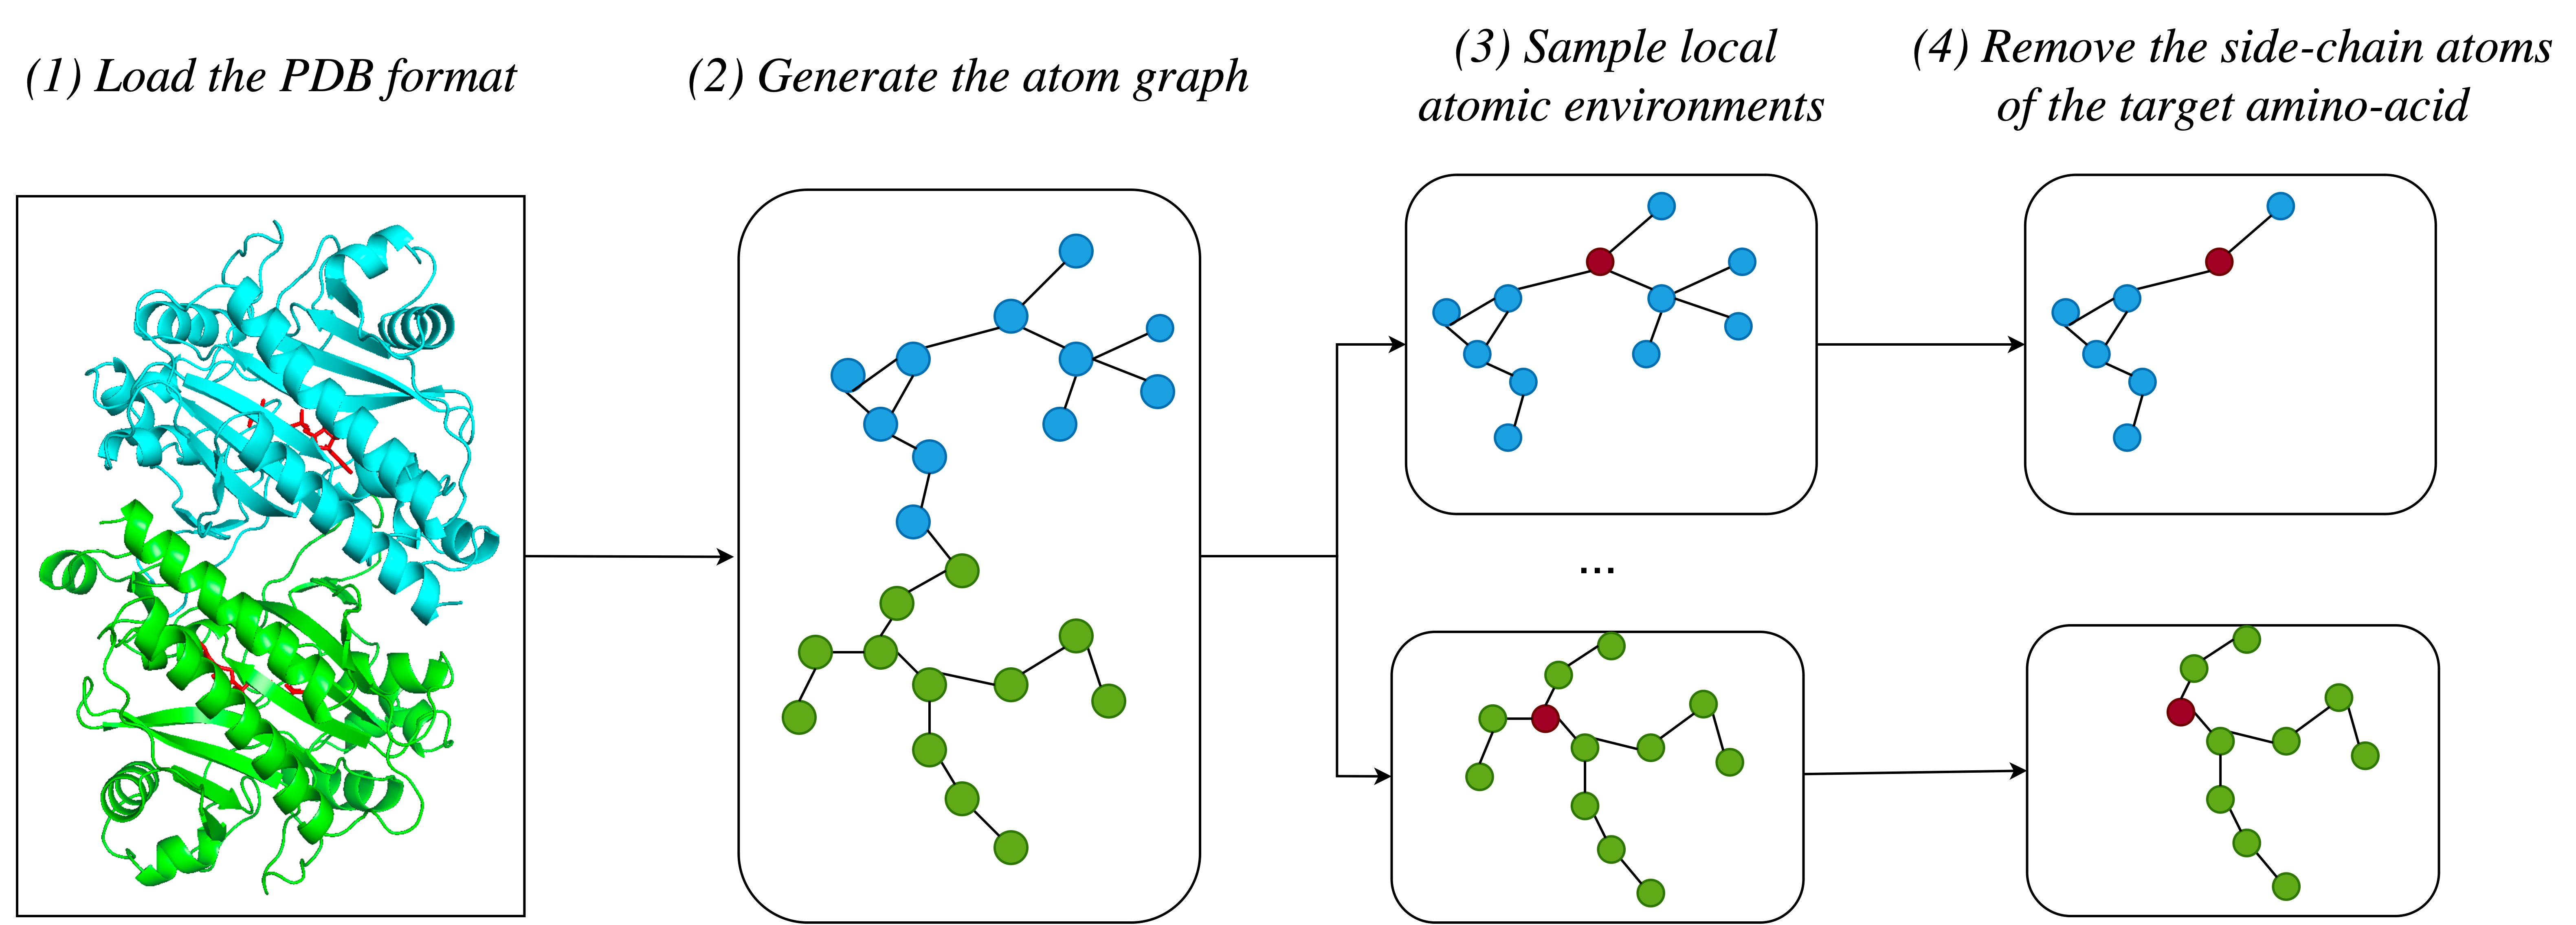 (1) Load the PDB format
(2) Generate the atom graph
(3) Sample local
atomic environments
(4) Remove the side-chain atoms
of the target amino-acid
...